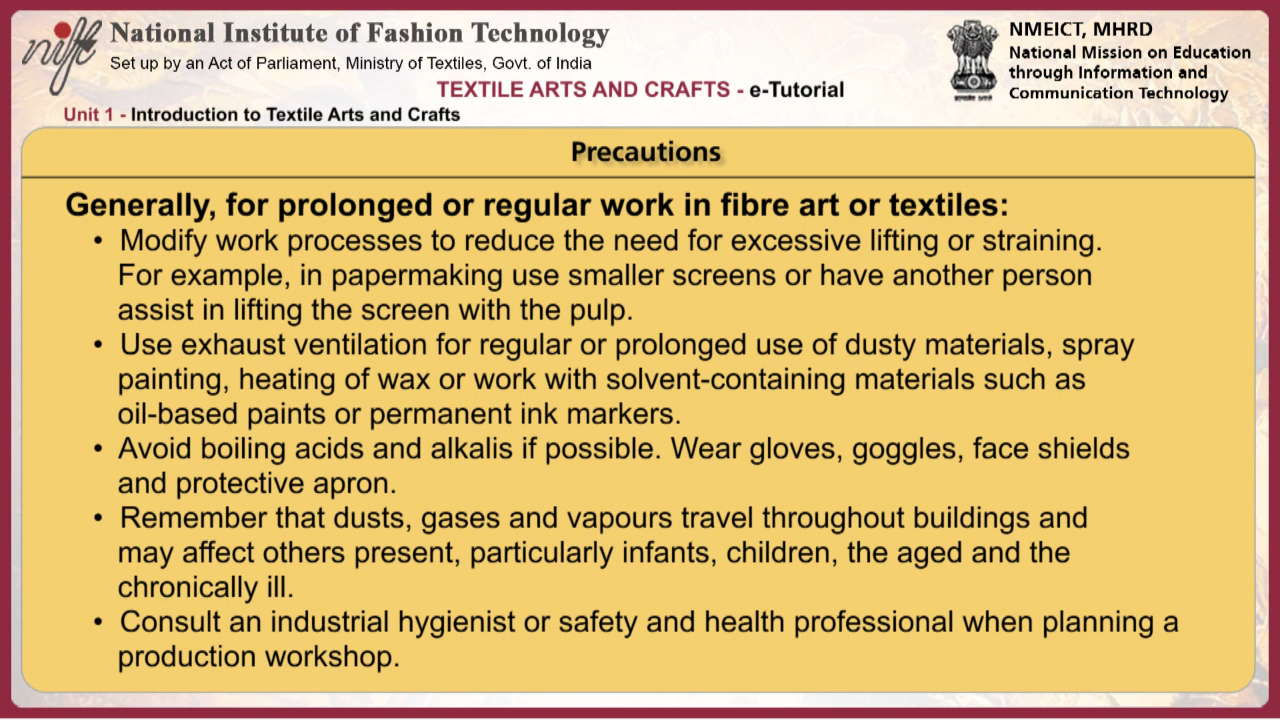 nift
National Institute of Fashion Technology
Set up by an Act of Parliament, Ministry of Textiles, Govt. of India
NMEICT, MHRD
National Mission on Education
through Information and
Communication Technology
TEXTILE ARTS AND CRAFTS - e-Tutorial
Unit 1 - Introduction to Textile Arts and Crafts
Precautions
Generally, for prolonged or regular work in fibre art or textiles:
• Modify work processes to reduce the need for excessive lifting or straining.
For example, in papermaking use smaller screens or have another person
assist in lifting the screen with the pulp.
• Use exhaust ventilation for regular or prolonged use of dusty materials, spray
painting, heating of wax or work with solvent-containing materials such as
oil-based paints or permanent ink markers.
• Avoid boiling acids and alkalis if possible. Wear gloves, goggles, face shields
and protective apron.
• Remember that dusts, gases and vapours travel throughout buildings and
may affect others present, particularly infants, children, the aged and the
chronically ill.
• Consult an industrial hygienist or safety and health professional when planning a
production workshop.